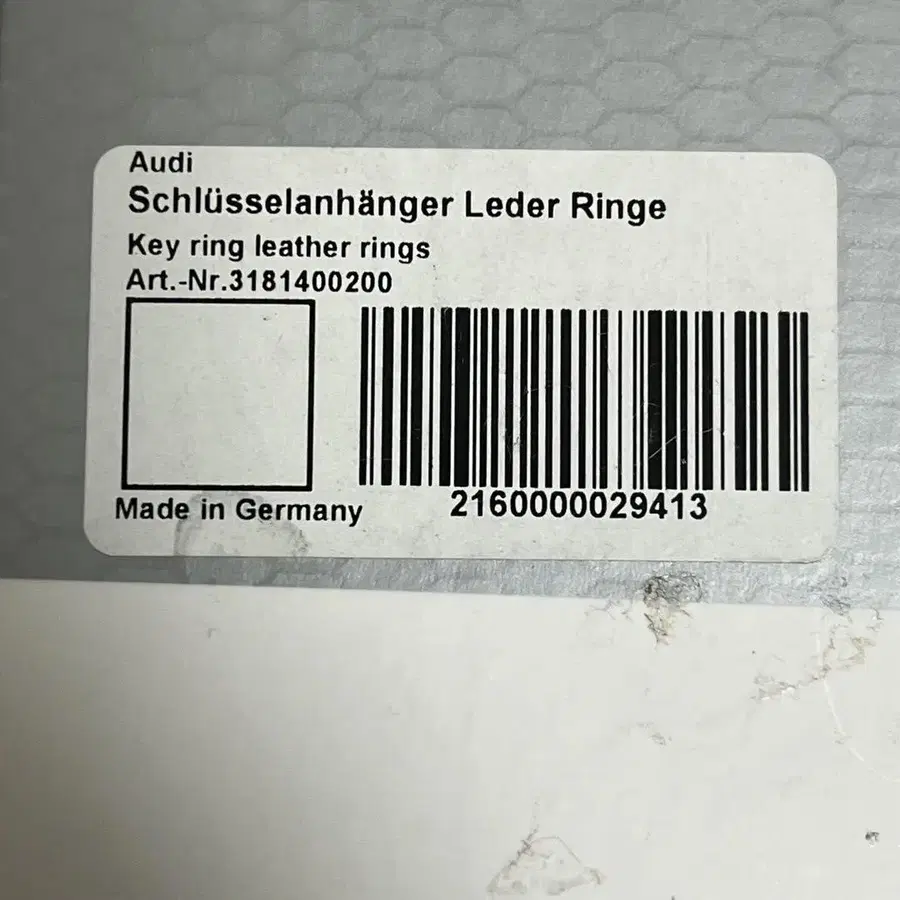 Audi
Schlüsselanhänger Leder Ringe
Key ring leather rings
Art.-Nr.3181400200
Made in Germany
2160000029413